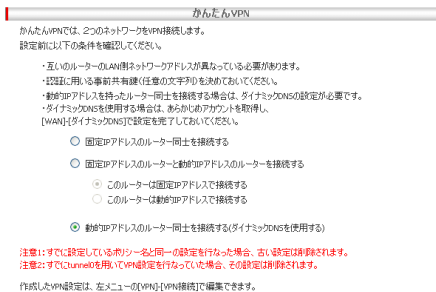 かんたんVPN
かんたんVPNでは、2つのネットワークをVPN接続します。
設定前に以下の条件を確認してください。
・互いのルーターのLAN側ネットワークアドレスが異なっている必要があります。
・認証に用いる事前共有鍵(任意の文字列)を決めておいてください。
・動的IPアドレスを持ったルーター同士を接続する場合は、ダイナミックDNSの設定が必要です。
・ダイナミックDNSを使用する場合は、あらかじめアカウントを取得し、
[WAN]-[ダイナミックDNS]で設定を完了しておいてください。
固定IPアドレスのルーター同士を接続する
固定IPアドレスのルーターと動的IPアドレスのルーターを接続する
このルーターは固定IPアドレスで接続する
このルーターは動的IPアドレスで接続する
動的IPアドレスのルーター同士を接続する(ダイナミックDNSを使用する)
注意1:すでに設定しているポリシー名と同一の設定を行なった場合、古い設定は削除されます。
注意2:すでにtunnel0を用いてVPN設定を行なっていた場合、その設定は削除されます。
作成したVPN設定は、左メニューの[VPN]-[VPN接続]で編集できます。